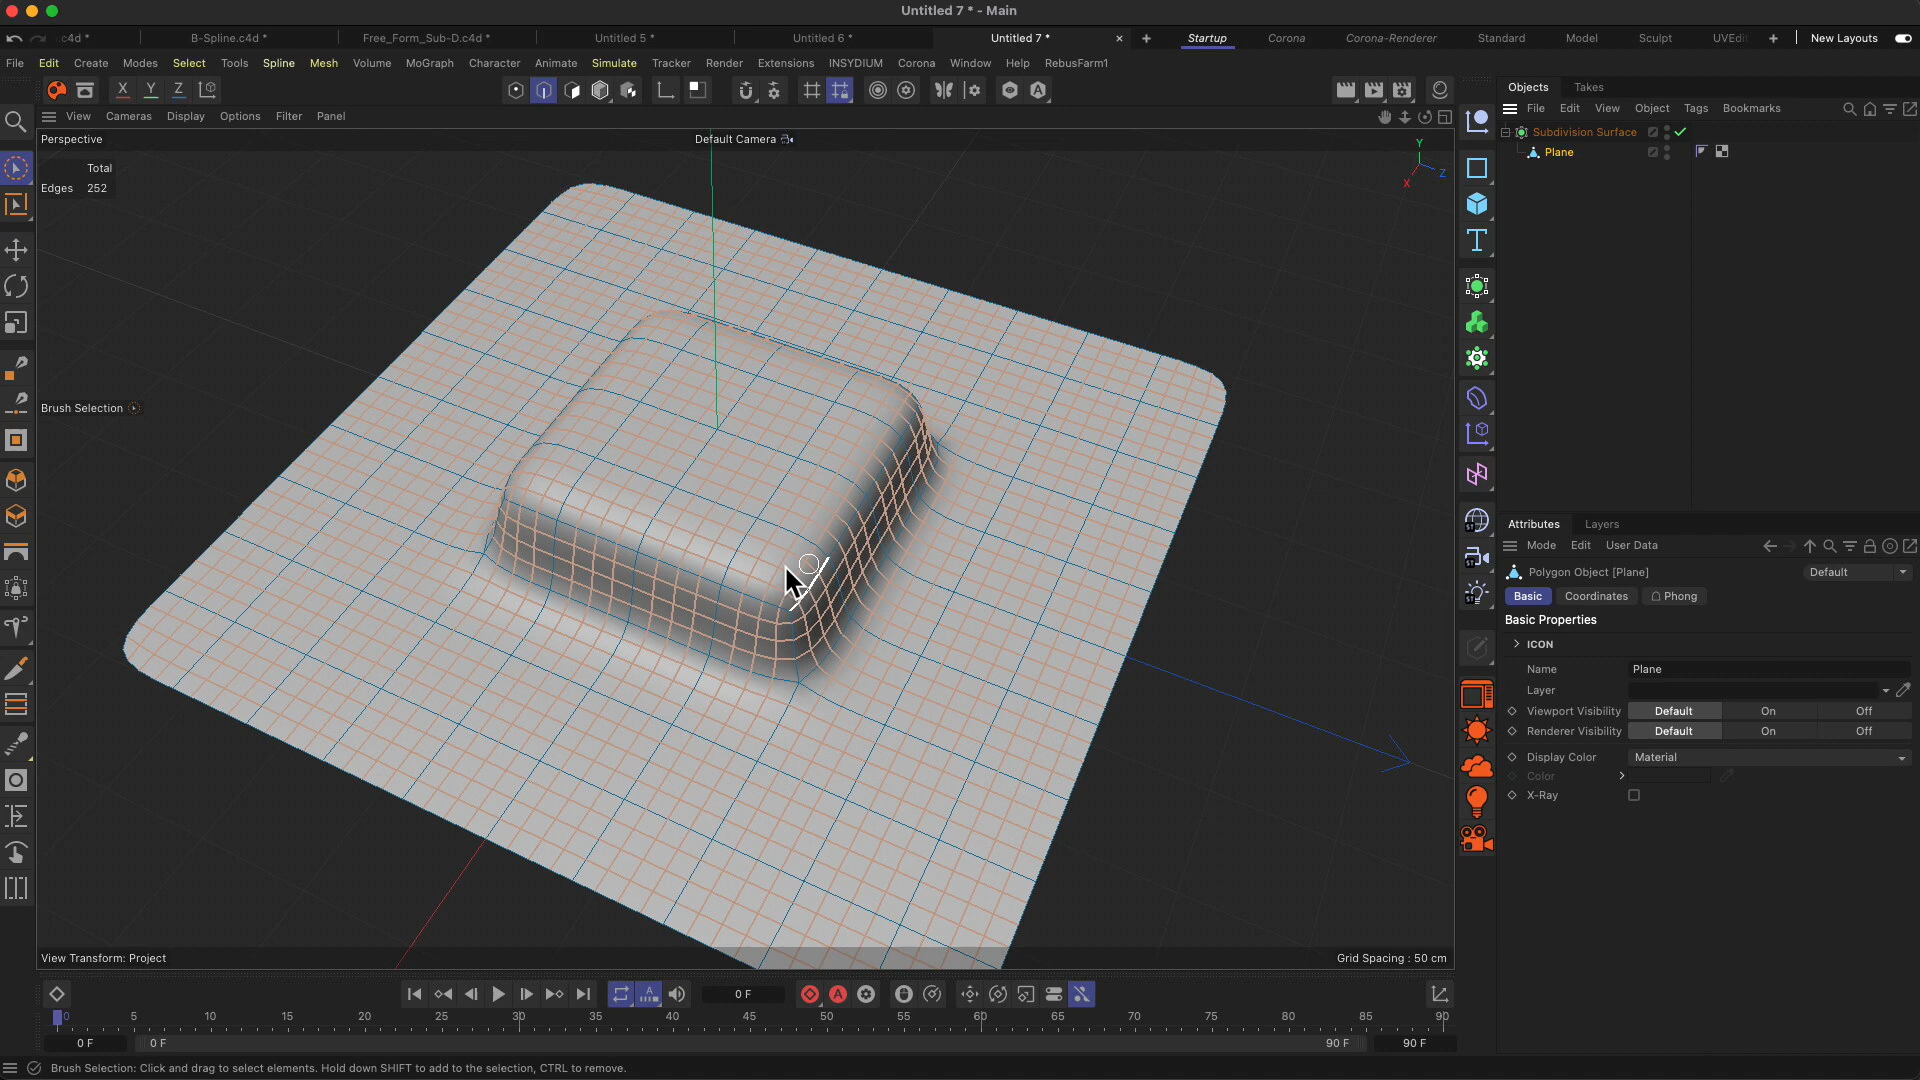 Untitled 7 * - Main
.c4d *
B-Spline.c4d *
Free_Form_Sub-D.c4d *
Untitled 5 *
Untitled 6 *
Untitled 7 *
Startup
Corona
Corona-Renderer
Standard
Model
Sculpt
UVEdi
New Layouts
File Edit Create Modes Select Tools Spline Mesh Volume MoGraph Character Animate Simulate Tracker Render Extensions INSYDIUM Corona Window Help RebusFarm1
X Y Z
View Cameras Display Options Filter Panel
Perspective
Default Camera
Y
Z
X
Total
Edges 252
Brush Selection
View Transform: Project
Grid Spacing : 50 cm
Objects Takes
File Edit View Object Tags Bookmarks
Subdivision Surface
Plane
Attributes Layers
Mode Edit User Data
Polygon Object [Plane]
Default
Basic Coordinates Phong
Basic Properties
ICON
Name Plane
Layer
Viewport Visibility Default On Off
Renderer Visibility Default On Off
Display Color Material
Color
X-Ray
0 F
0 5 10 15 20 25 30 35 40 45 50 55 60 65 70 75 80 85 90
0 F 0 F 90 F 90 F
Brush Selection: Click and drag to select elements. Hold down SHIFT to add to the selection, CTRL to remove.